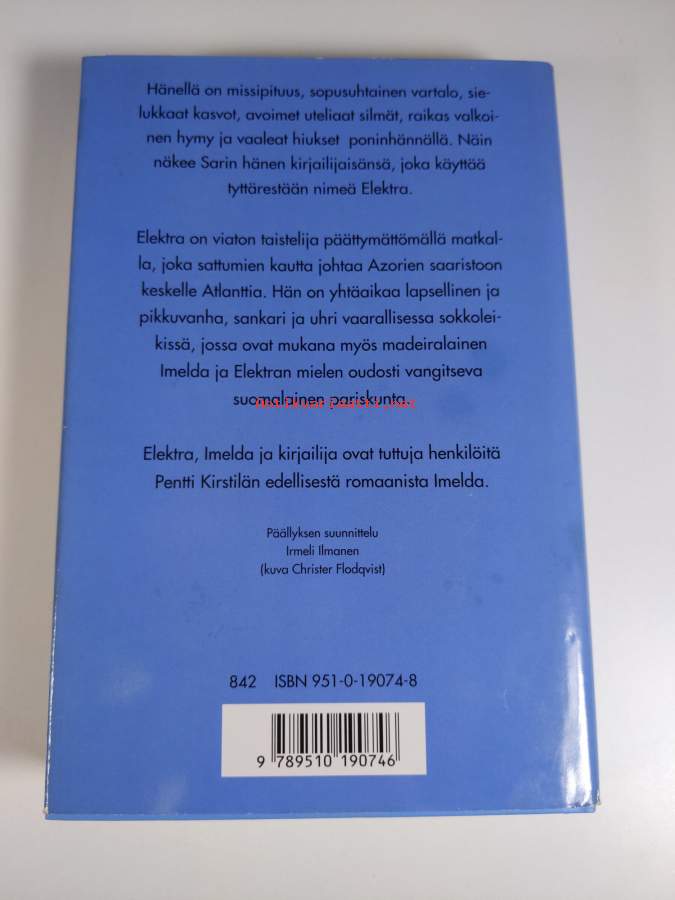 Hänellä on missipituus, sopusuhtainen vartalo, sie-
lukkaat kasvot, avoimet uteliaat silmät, raikas valkoi-
nen hymy ja vaaleat hiukset poninhännällä. Näin
näkee Sarin hänen kirjailijaisänsä, joka käyttää
tyttärestään nimeä Elektra.
Elektra on viaton taistelija päättymättömällä matkal-
la, joka sattumien kautta johtaa Azorien saaristoon
keskelle Atlanttia. Hän on yhtäaikaa lapsellinen ja
pikkuvanha, sankari ja uhri vaarallisessa sokkolei-
kissä, jossa ovat mukana myös madeiralainen
Imelda ja Elektran mielen oudosti vangitseva
suomalainen pariskunta.
antikvariaatti.net
Elektra, Imelda ja kirjailija ovat tuttuja henkilöitä
Pentti Kirstilän edellisestä romaanista Imelda.
Päällyksen suunnittelu
Irmeli Ilmanen
(kuva Christer Flodqvist)
842 ISBN 951-0-19074-8
9 789510 190746